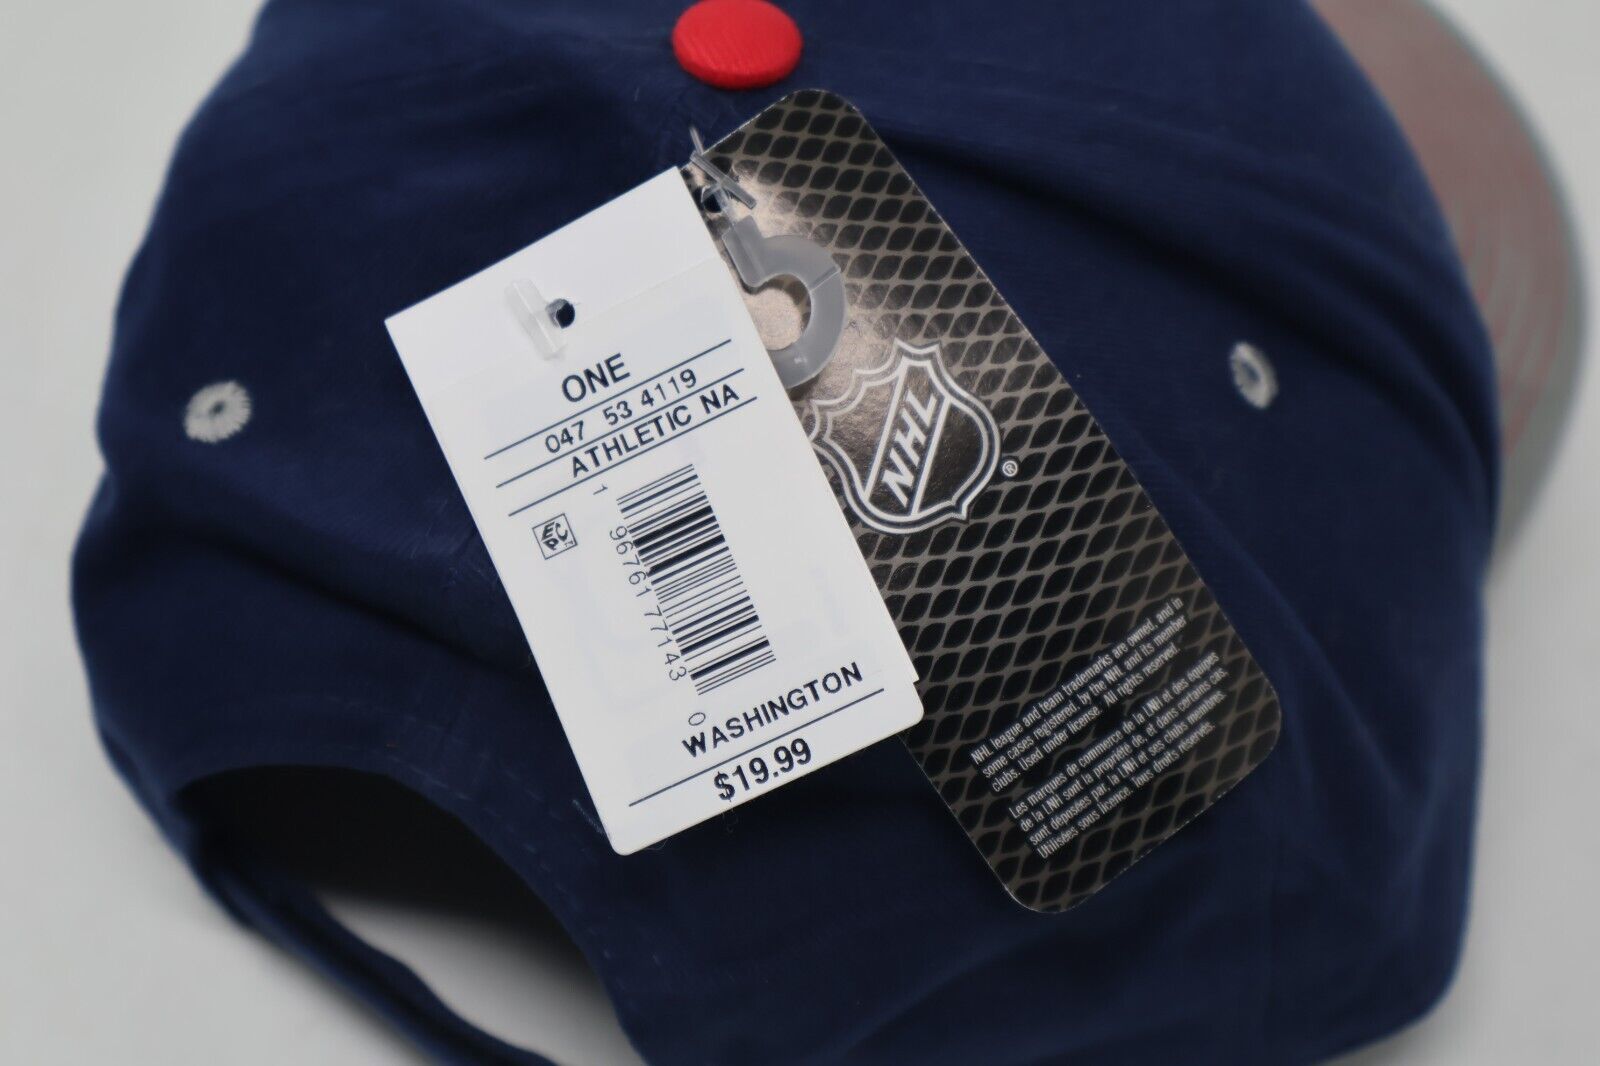 ONE
047 53 4119
ATHLETIC NA
EPC
1 96761 77143 0
WASHINGTON
$19.99
NHL®
NHL league and team trademarks are owned, and in
some cases registered, by the NHL and its member
clubs. Used under license. All rights reserved.
Les marques de commerce de la LNH et des équipes
de la LNH sont la propriété de, et dans certains cas,
sont déposées par, la LNH et ses clubs membres.
Utilisées sous licence. Tous droits réservés.